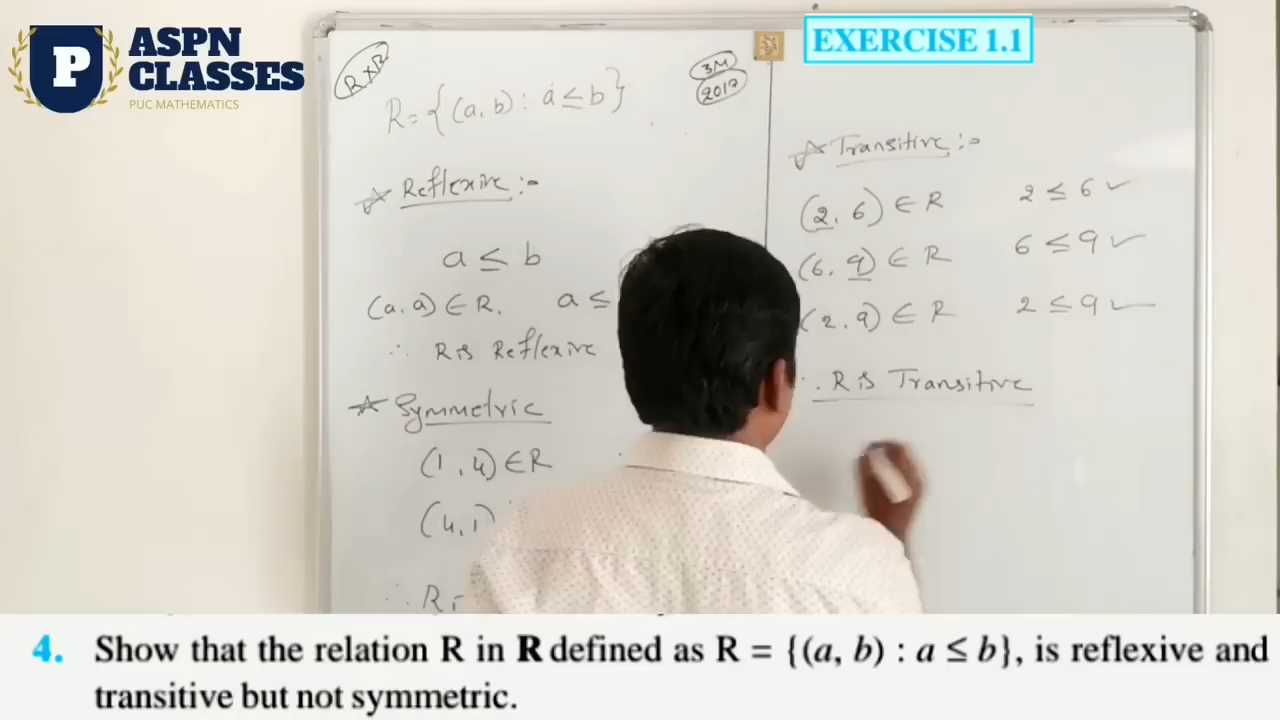 ASPN
CLASSES
PUC MATHEMATICS
P
EXERCISE 1.1
R×R
R = {(a, b) : a ≤ b}
3M
2017
Reflexive :-
a ≤ b
(a, a) ∈ R. a ≤
∴ R is Reflexive
Symmetric
(1, 4) ∈ R
(4, 1)
∴ R
Transitive :-
(2, 6) ∈ R 2 ≤ 6 ✓
(6, 9) ∈ R 6 ≤ 9 ✓
(2, 9) ∈ R 2 ≤ 9 ✓
∴ R is Transitive
4. Show that the relation R in R defined as R = {(a, b) : a ≤ b}, is reflexive and
transitive but not symmetric.